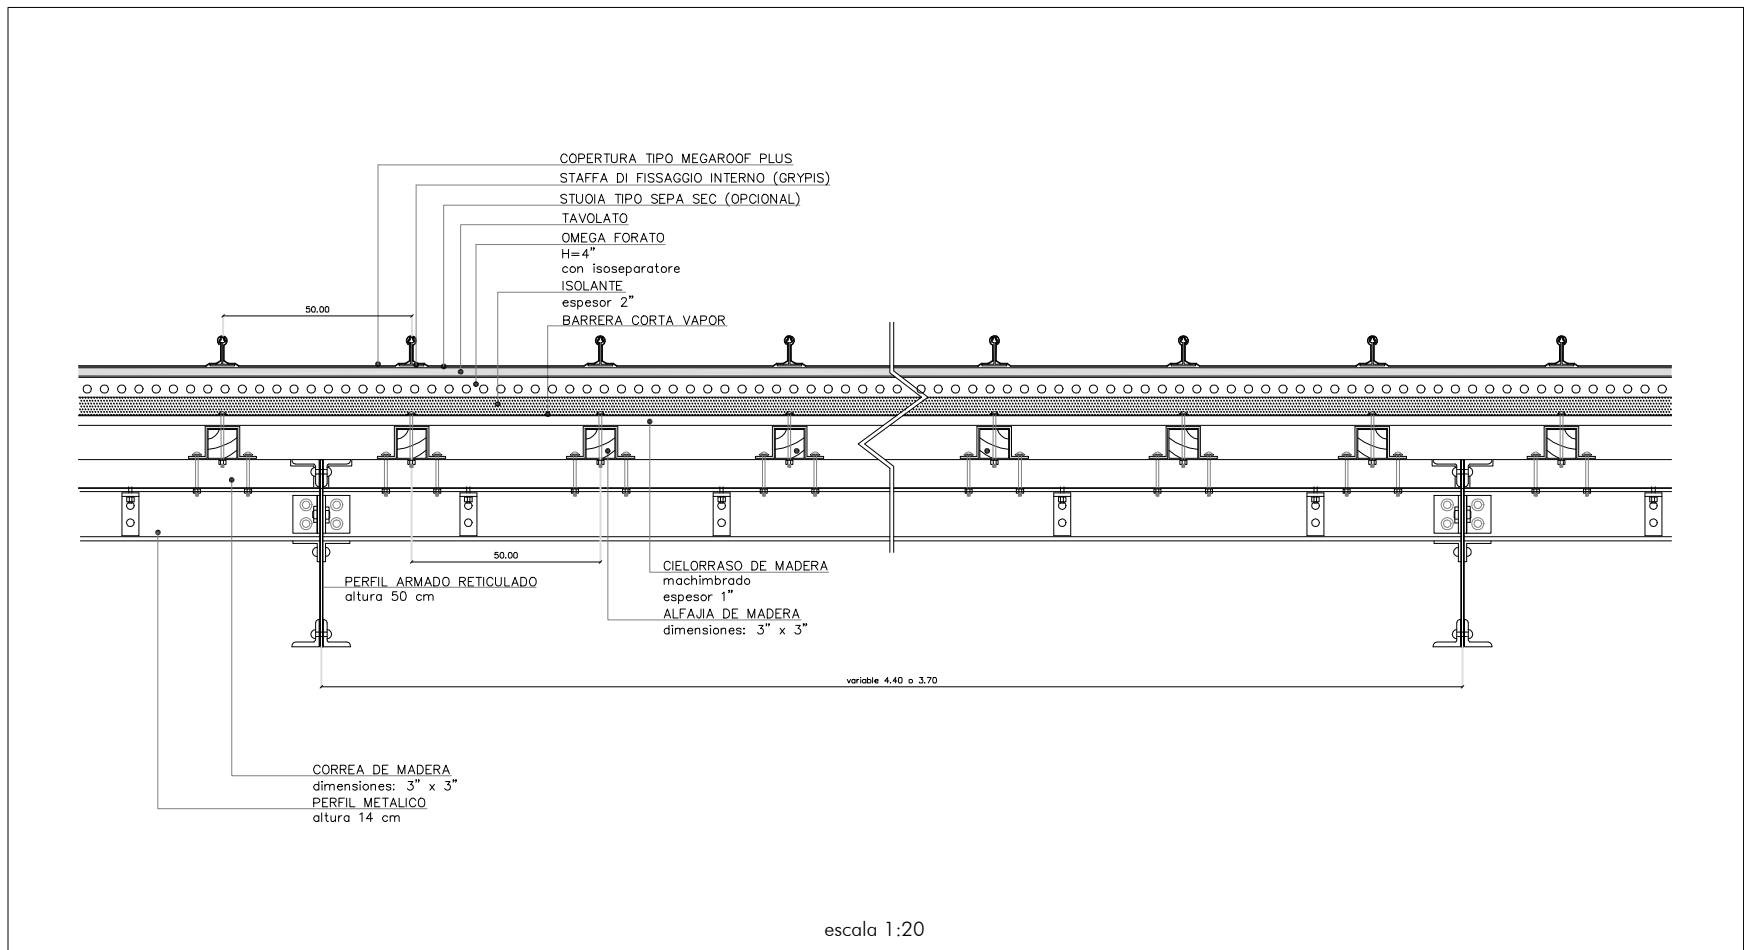 COPERTURA TIPO MEGAROOF PLUS
STAFFA DI FISSAGGIO INTERNO (GRYPIS)
STUOIA TIPO SEPA SEC (OPCIONAL)
TAVOLATO
OMEGA FORATO
H=4"
con isoseparatore
ISOLANTE
espesor 2"
BARRERA CORTA VAPOR
50.00
50.00
PERFIL ARMADO RETICULADO
altura 50 cm
CIELORRASO DE MADERA
machimbrado
espesor 1"
ALFAJIA DE MADERA
dimensiones: 3" x 3"
variable 4.40 o 3.70
CORREA DE MADERA
dimensiones: 3" x 3"
PERFIL METALICO
altura 14 cm
escala 1:20